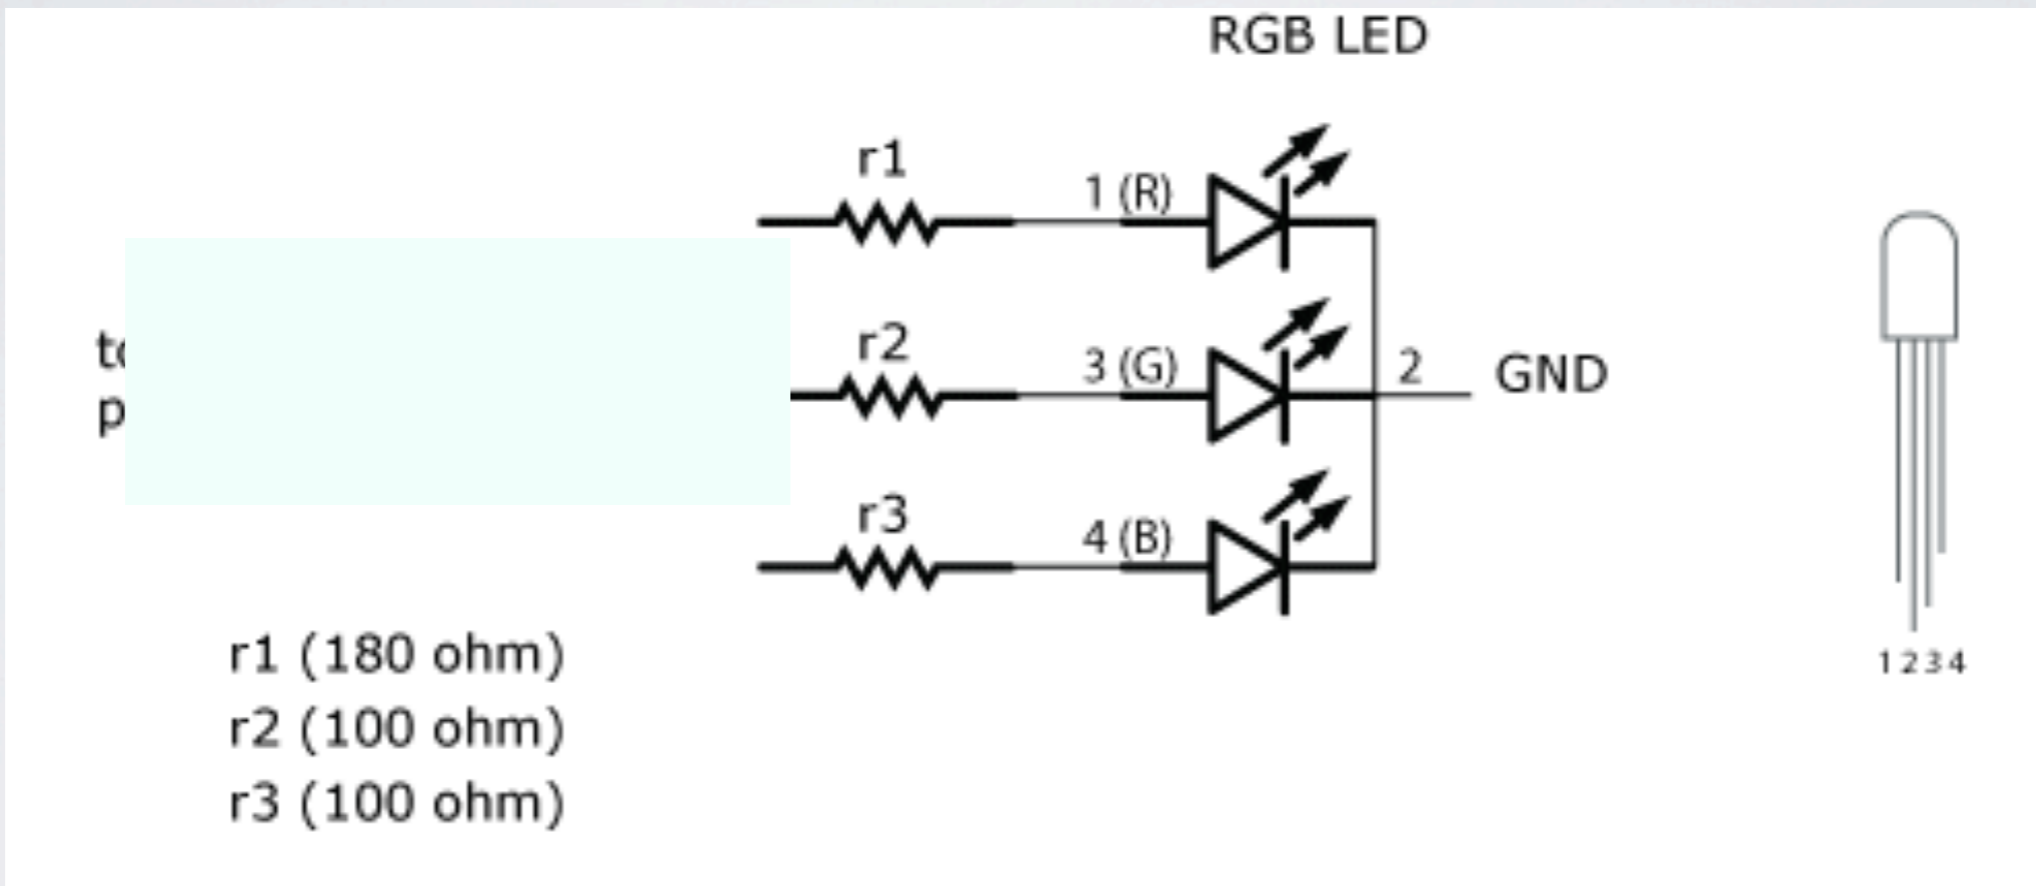 RGB LED
r1
1 (R)
r2
3 (G)
2
GND
r3
4 (B)
r1 (180 ohm)
r2 (100 ohm)
r3 (100 ohm)
1 2 3 4